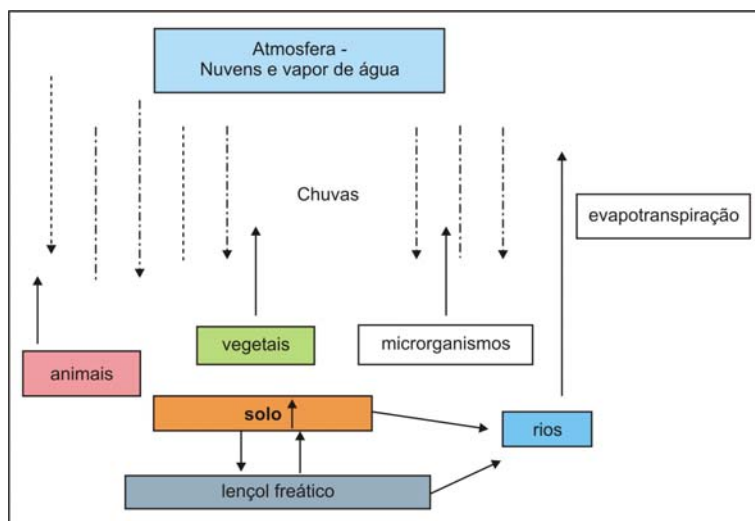 Atmosfera -
Nuvens e vapor de água
Chuvas
evapotranspiração
vegetais
microrganismos
animais
solo
rios
lençol freático